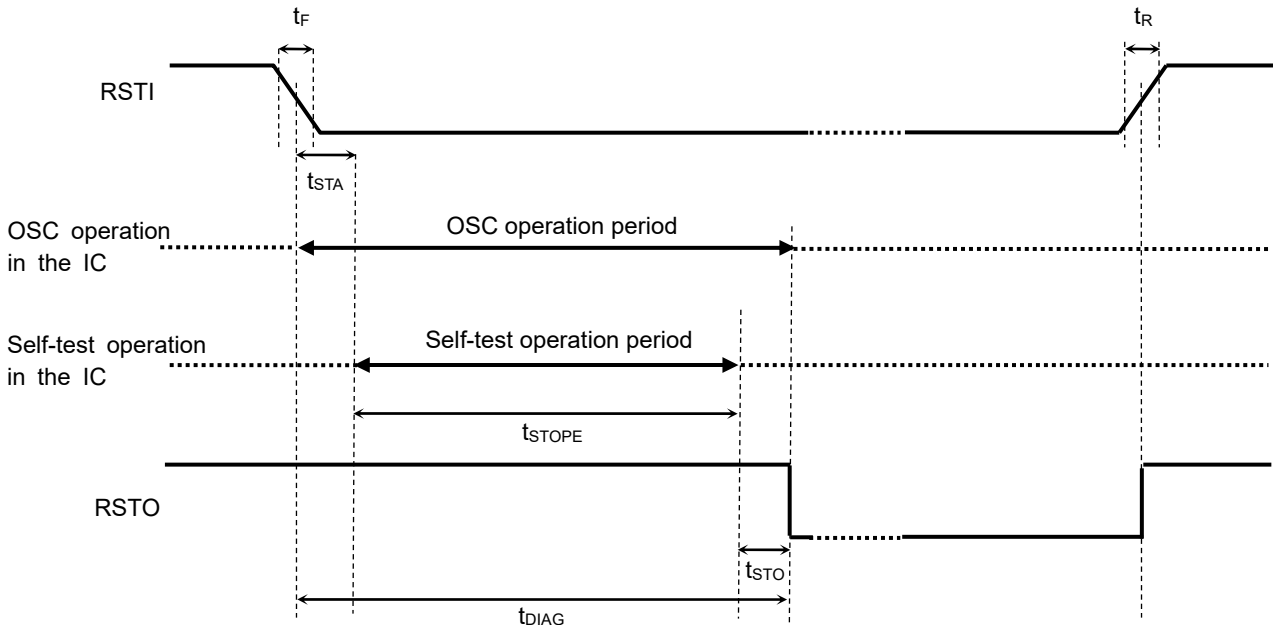 tF
tR
RSTI
tSTA
OSC operation
in the IC
OSC operation period
Self-test operation
in the IC
Self-test operation period
tSTOPE
RSTO
tSTO
tDIAG